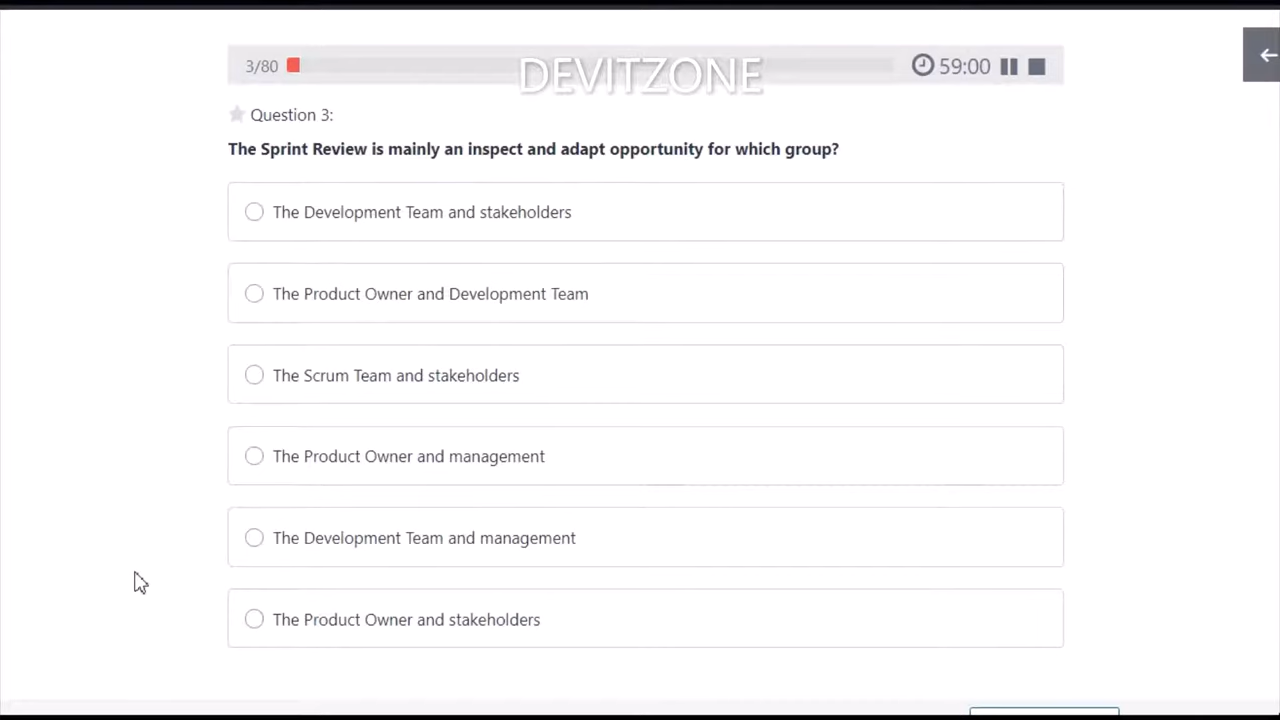 3/80
DEVITZONE
59:00
Question 3:
The Sprint Review is mainly an inspect and adapt opportunity for which group?
The Development Team and stakeholders
The Product Owner and Development Team
The Scrum Team and stakeholders
The Product Owner and management
The Development Team and management
The Product Owner and stakeholders